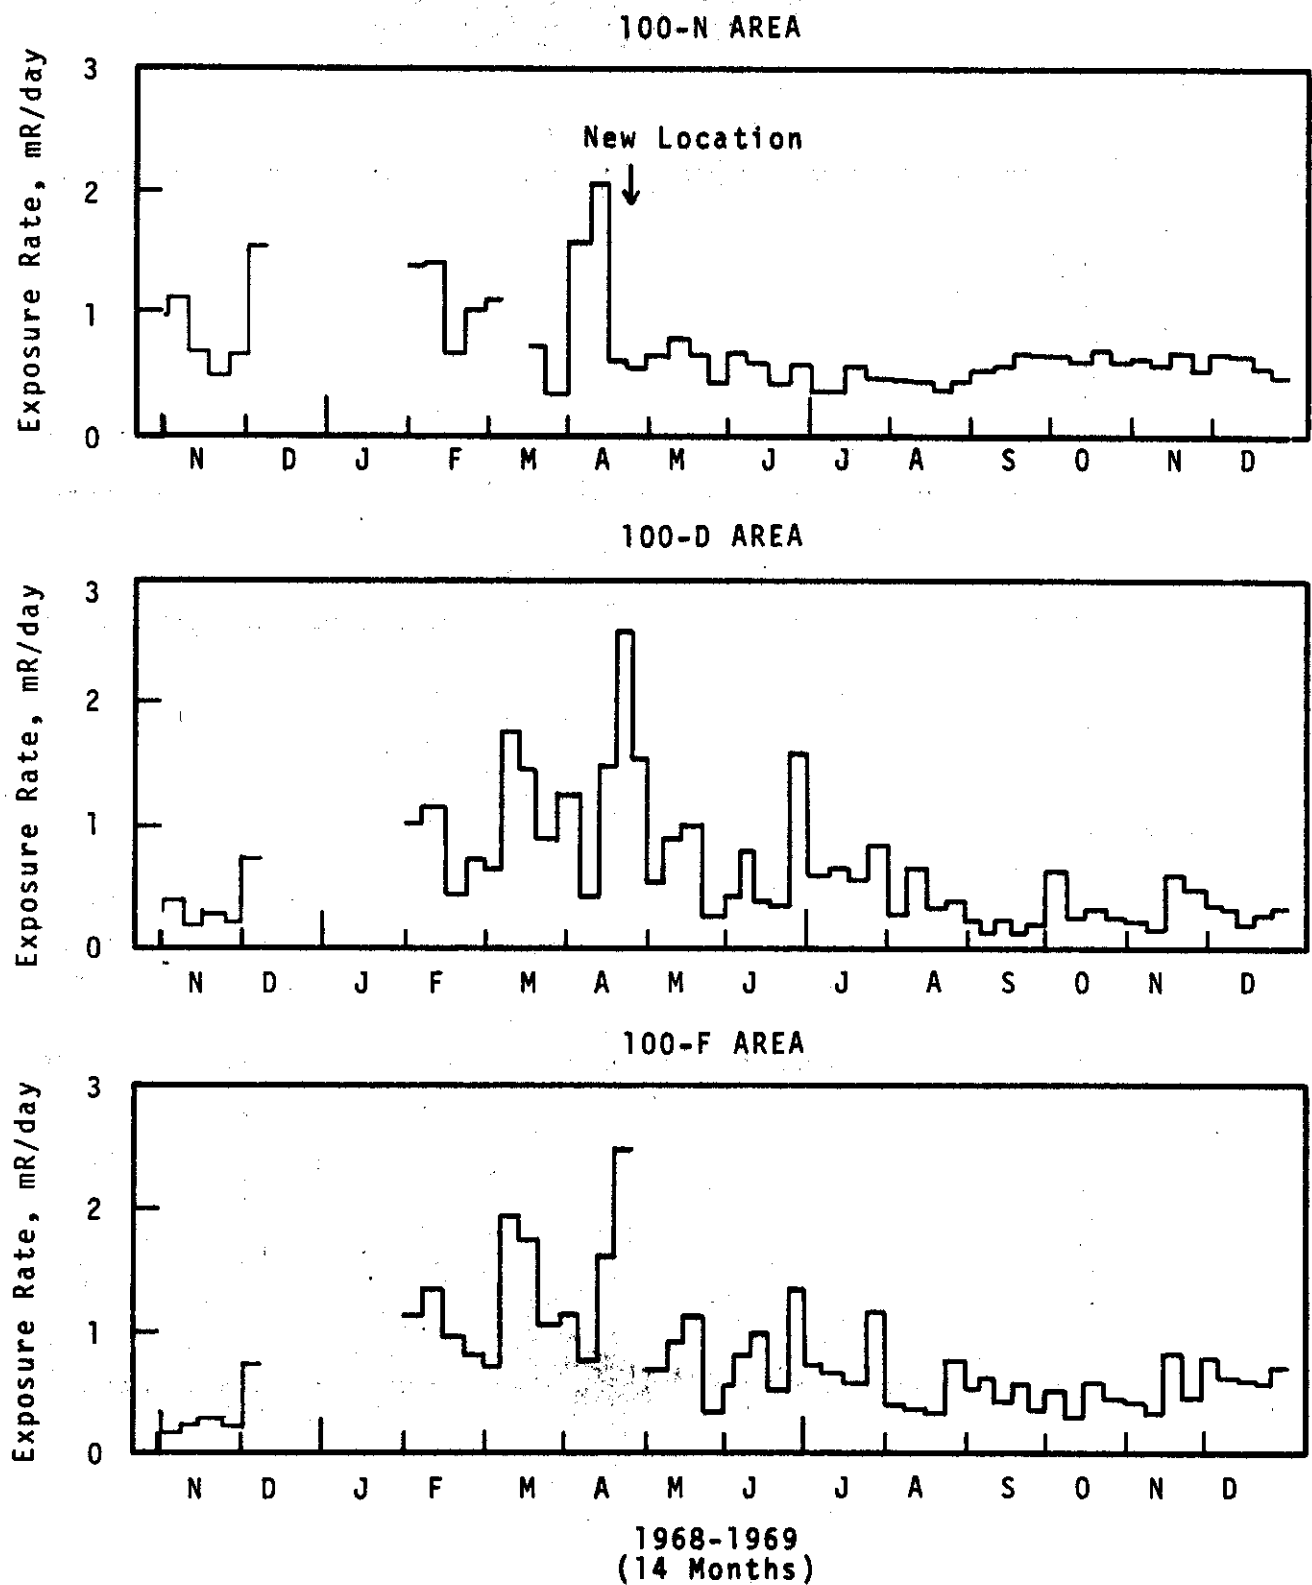 100-N AREA
Exposure Rate, mR/day
3
2
1
0
New Location
N D J F M A M J J A S O N D
100-D AREA
Exposure Rate, mR/day
3
2
1
0
N D J F M A M J J A S O N D
100-F AREA
Exposure Rate, mR/day
3
2
1
0
N D J F M A M J J A S O N D
1968-1969
(14 Months)